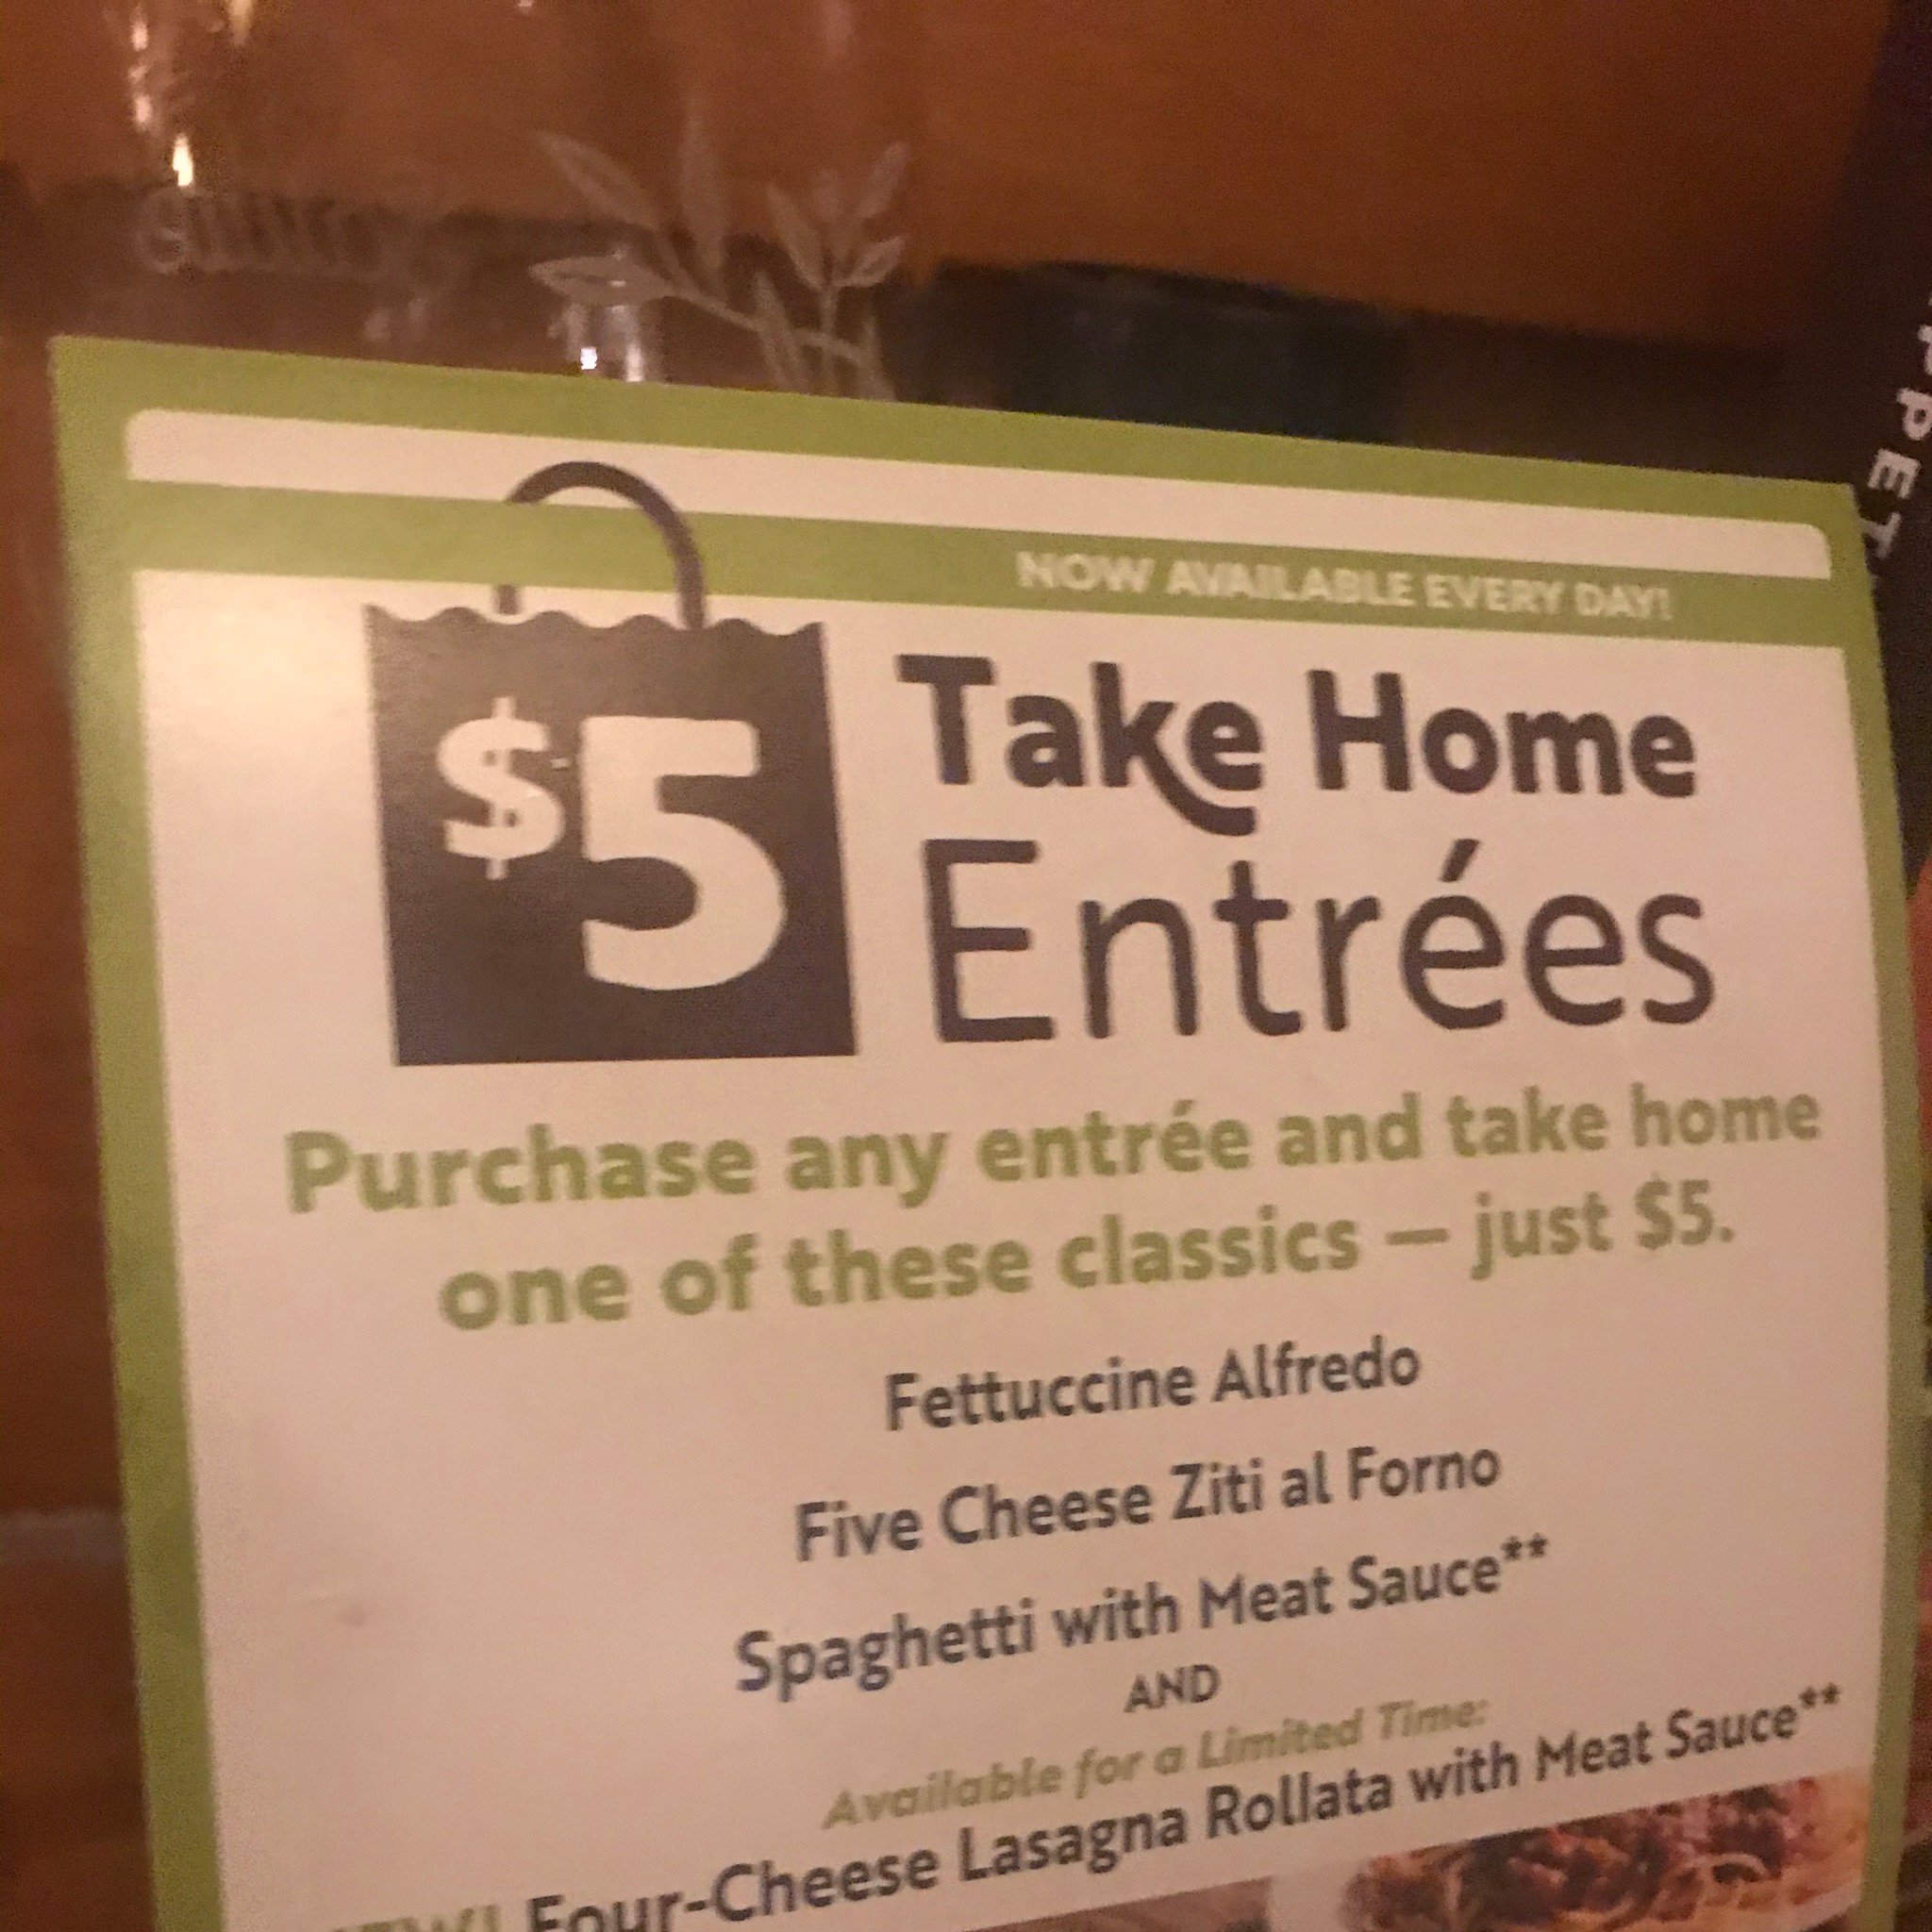 NOW AVAILABLE EVERY DAY!
$5
Take Home
Entrées
Purchase any entrée and take home
one of these classics — just $5.
Fettuccine Alfredo
Five Cheese Ziti al Forno
Spaghetti with Meat Sauce**
AND
Available for a Limited Time:
Four-Cheese Lasagna Rollata with Meat Sauce**